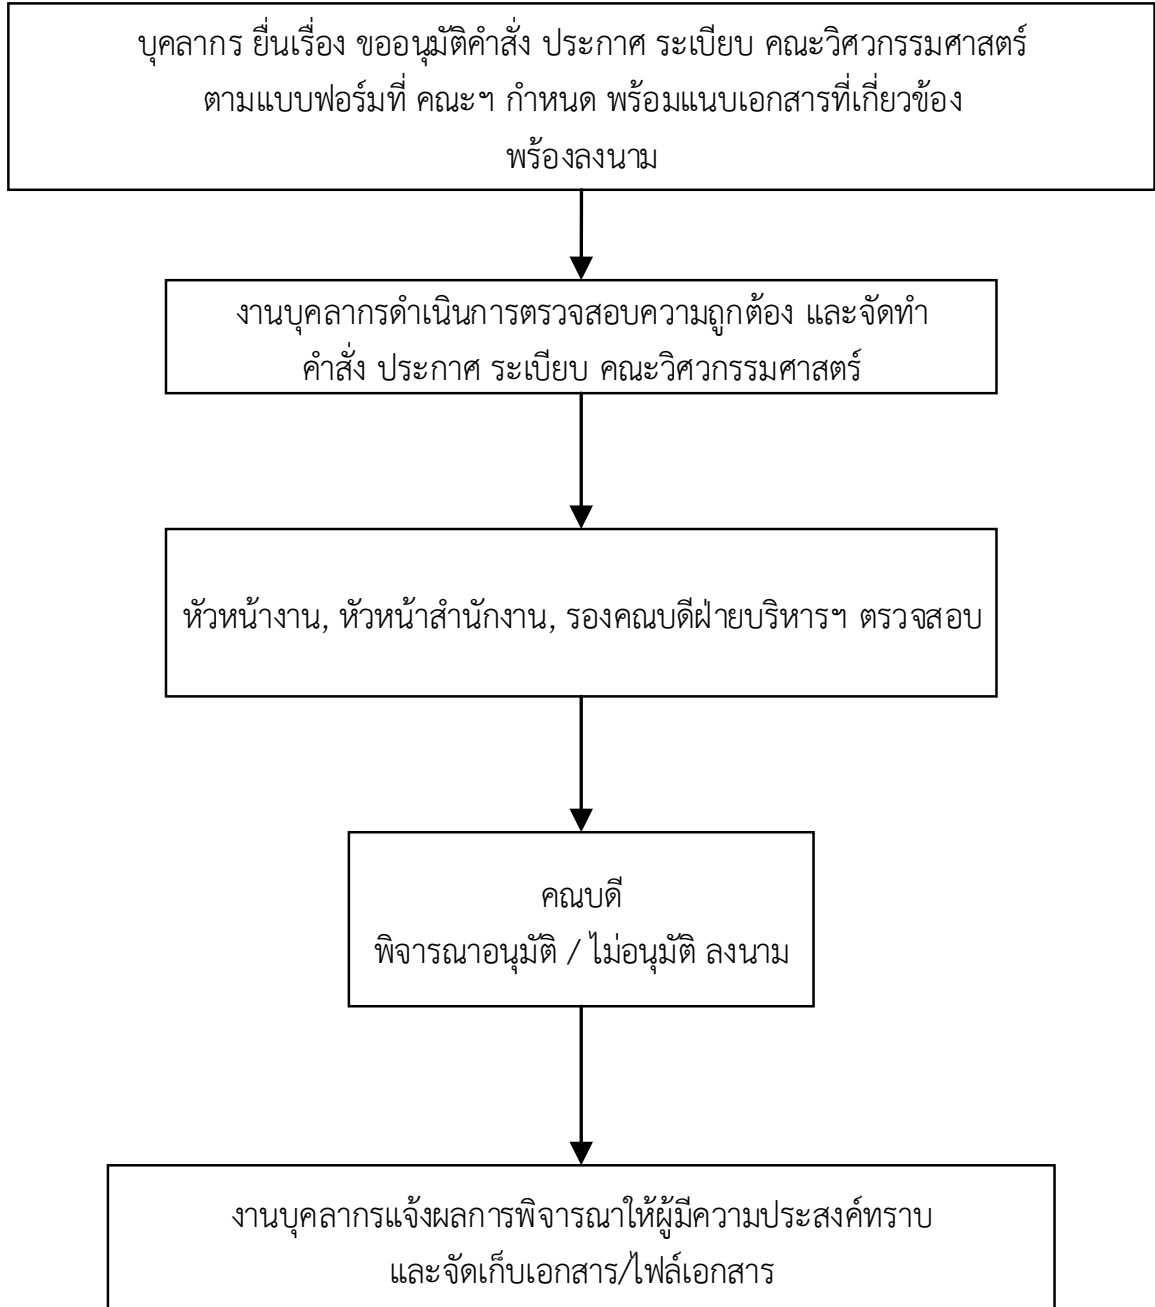 บุคลากร ยื่นเรื่อง ขออนุมัติคำสั่ง ประกาศ ระเบียบ คณะวิศวกรรมศาสตร์
ตามแบบฟอร์มที่ คณะฯ กำหนด พร้อมแนบเอกสารที่เกี่ยวข้อง
พร้องลงนาม
งานบุคลากรดำเนินการตรวจสอบความถูกต้อง และจัดทำ
คำสั่ง ประกาศ ระเบียบ คณะวิศวกรรมศาสตร์
หัวหน้างาน, หัวหน้าสำนักงาน, รองคณบดีฝ่ายบริหารฯ ตรวจสอบ
คณบดี
พิจารณาอนุมัติ / ไม่อนุมัติ ลงนาม
งานบุคลากรแจ้งผลการพิจารณาให้ผู้มีความประสงค์ทราบ
และจัดเก็บเอกสาร/ไฟล์เอกสาร